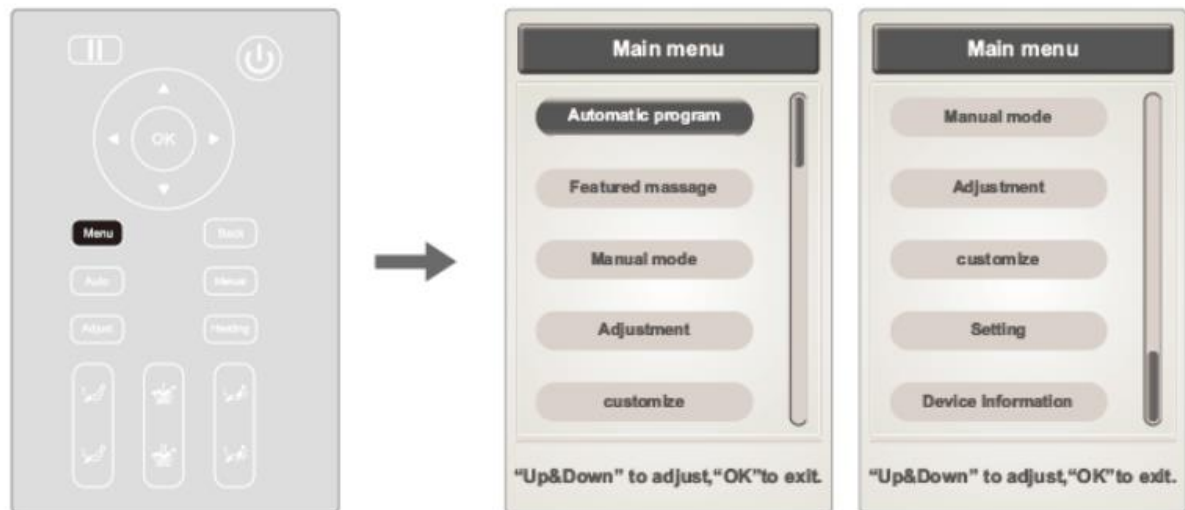 OK
Menu
Back
Auto
Manual
Adjust
Heating
Main menu
Automatic program
Featured massage
Manual mode
Adjustment
customize
“Up&Down” to adjust,“OK”to exit.
Main menu
Manual mode
Adjustment
customize
Setting
Device Information
“Up&Down” to adjust,“OK”to exit.